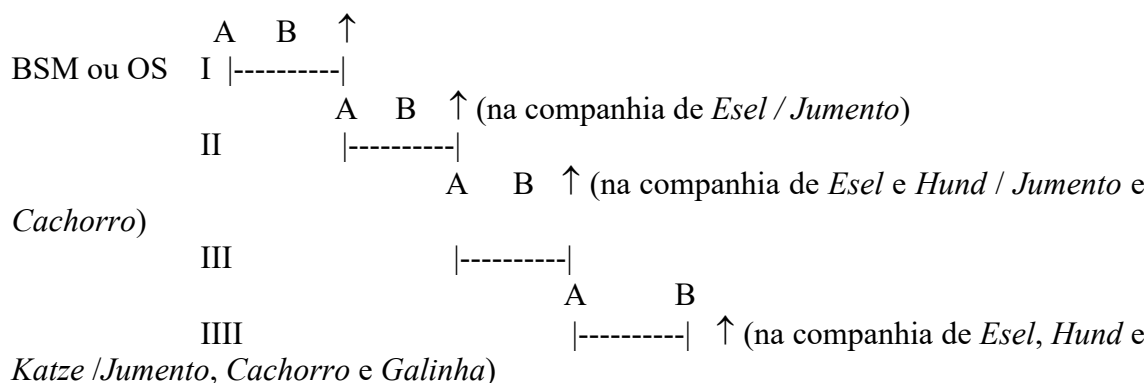 A B ↑
BSM ou OS I |----------|
A B ↑ (na companhia de Esel / Jumento)
II |----------|
A B ↑ (na companhia de Esel e Hund / Jumento e
Cachorro)
III |----------|
A B
IIII |----------| ↑ (na companhia de Esel, Hund e
Katze /Jumento, Cachorro e Galinha)